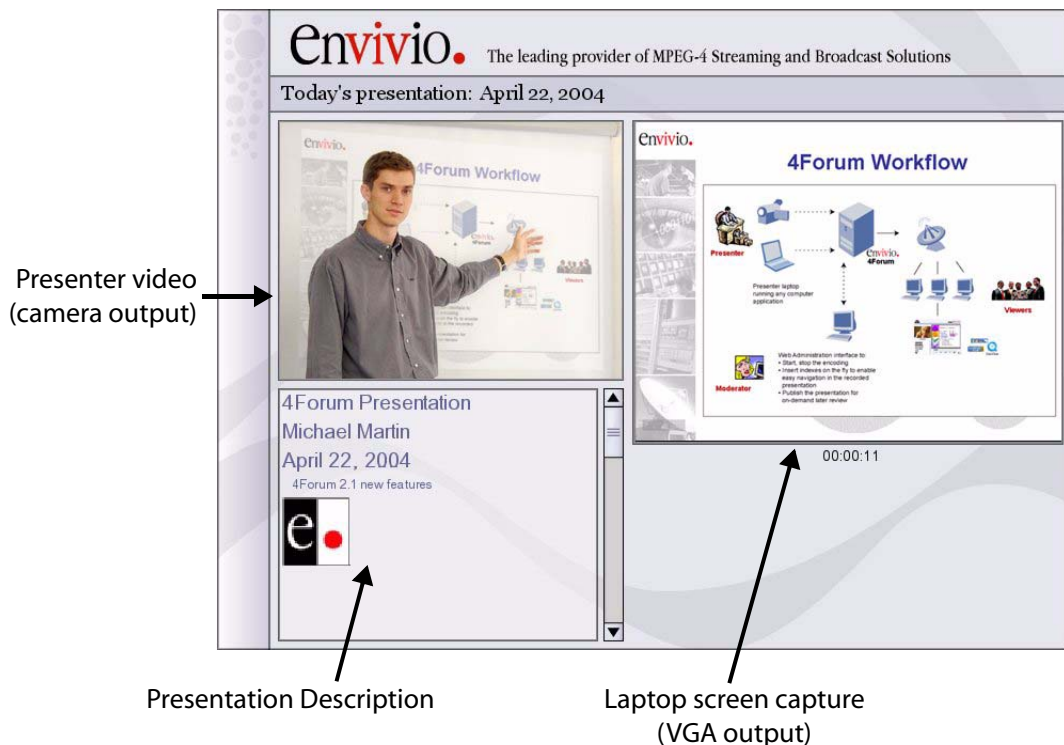 envivio.
The leading provider of MPEG-4 Streaming and Broadcast Solutions
Today's presentation: April 22, 2004
envivio.
4Forum Workflow
Viewers
Presenter video
(camera output)
4Forum Presentation
Michael Martin
April 22, 2004
4Forum 2.1 new features
e.
envivio.
4Forum Workflow
Presenter
envivio.
4Forum
Presenter laptop
running any computer
application
Viewers
Moderator
Web Administration interface to
• Start, stop the encoding
• Insert indexes on the fly to enable
easy navigation in the recorded
presentation
• Publish the presentation for
on-demand later review
00:00:11
Presentation Description
Laptop screen capture
(VGA output)